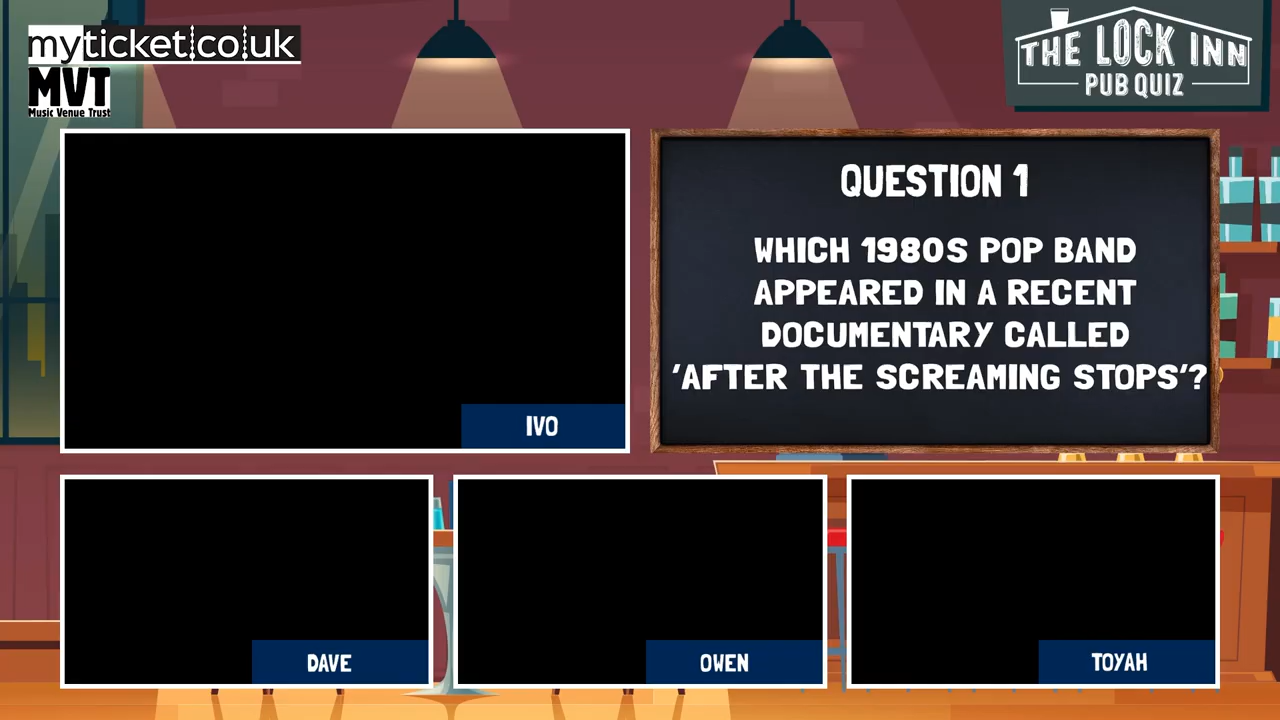 myticket.co.uk
MVT
Music Venue Trust
THE LOCK INN
PUB QUIZ
QUESTION 1
WHICH 1980S POP BAND
APPEARED IN A RECENT
DOCUMENTARY CALLED
'AFTER THE SCREAMING STOPS'?
IVO
DAVE
OWEN
TOYAH